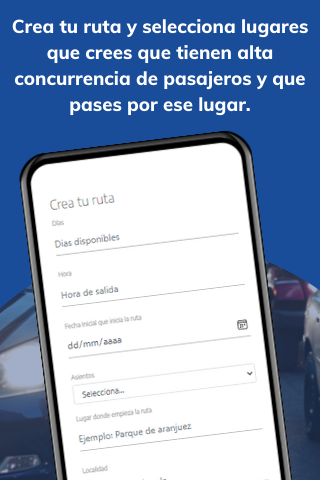 Crea tu ruta y selecciona lugares
que crees que tienen alta
concurrencia de pasajeros y que
pases por ese lugar.
Crea tu ruta
Días
Dias disponibles
Hora
Hora de salida
Fecha Inicial que inicia la ruta
dd/mm/aaaa
Asientos
Selecciona...
Lugar donde empieza la ruta
Ejemplo: Parque de aranjuez
Localidad